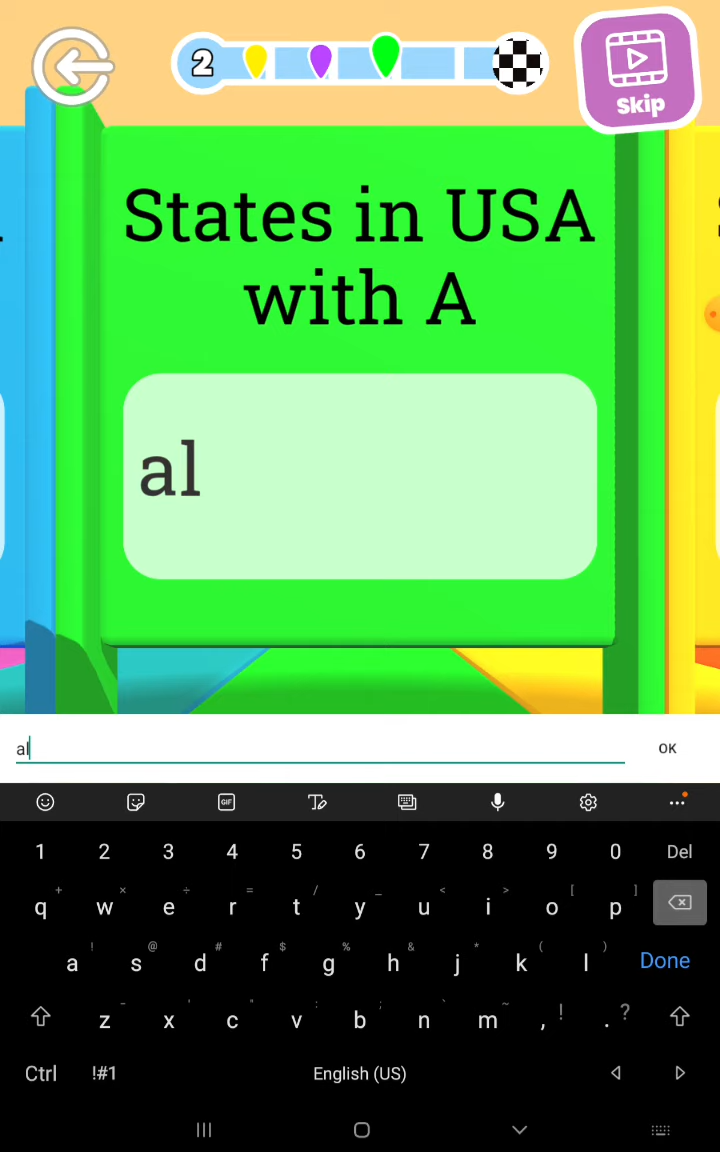 2
Skip
States in USA
with A
al
al
OK
GIF
1 2 3 4 5 6 7 8 9 0 Del
+ × ÷ = / _ < > [ ]
q w e r t y u i o p
! @ # $ % & * ( )
a s d f g h j k l Done
- ' " : ; ` ~ ! ?
z x c v b n m , .
Ctrl !#1 English (US)